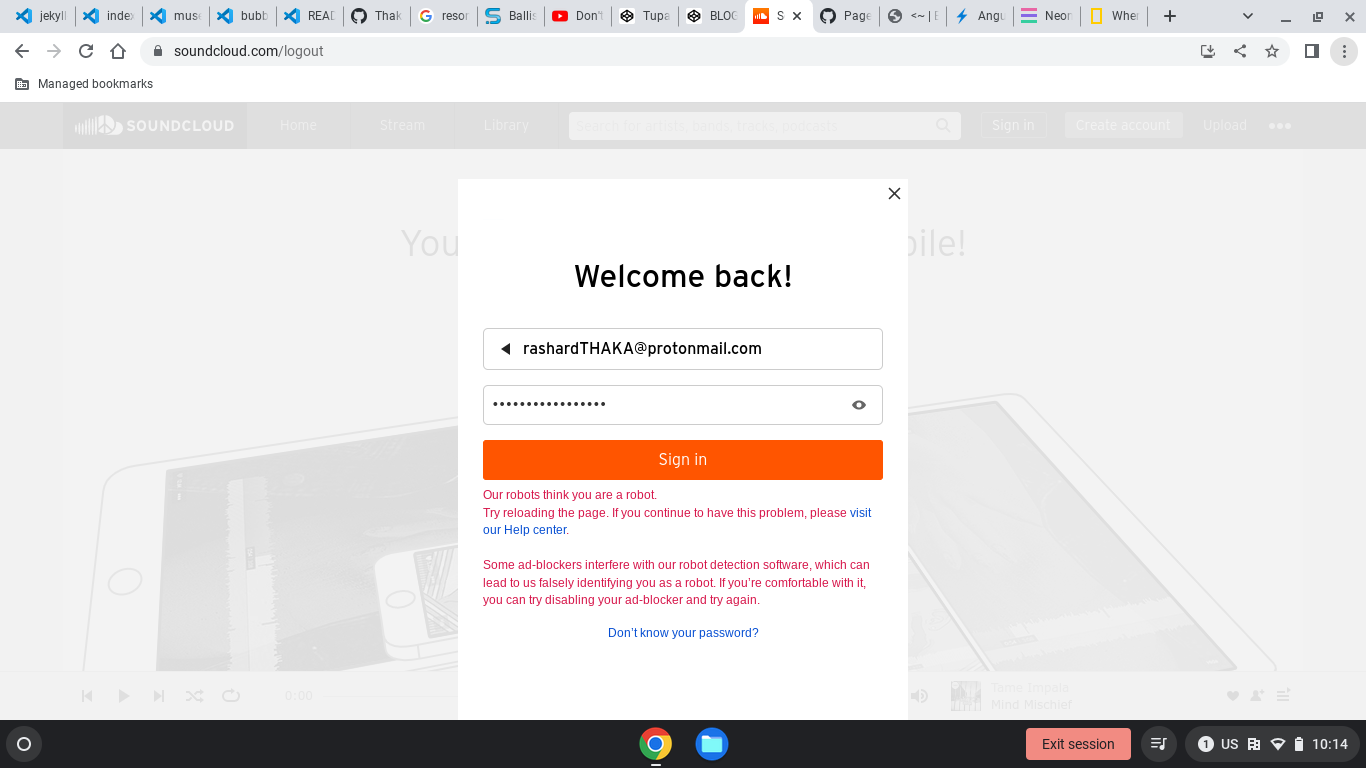 jekyll
index
muse
bubb
READ
Thak
resor
Ballis
Don't
Tupa
BLOG
S
Page
<~ | E
Angu
Neon
Wher
soundcloud.com/logout
Managed bookmarks
SOUNDCLOUD
Home
Stream
Library
Search for artists, bands, tracks, podcasts
Sign in
Create account
Upload
You
bile!
Welcome back!
rashardTHAKA@protonmail.com
•••••••••••••••••
Sign in
Our robots think you are a robot.
Try reloading the page. If you continue to have this problem, please visit
our Help center.
Some ad-blockers interfere with our robot detection software, which can
lead to us falsely identifying you as a robot. If you’re comfortable with it,
you can try disabling your ad-blocker and try again.
Don’t know your password?
0:00
Tame Impala
Mind Mischief
Exit session
1
US
10:14